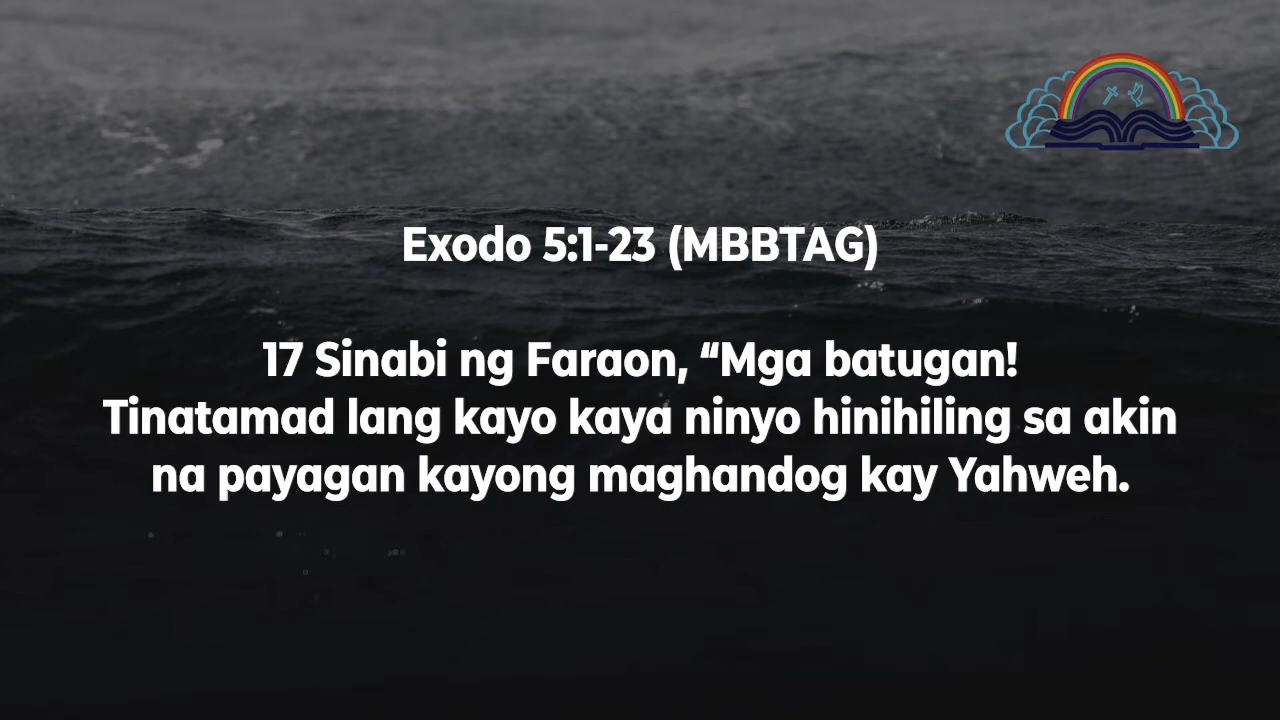 Exodo 5:1-23 (MBBTAG)
17 Sinabi ng Faraon, “Mga batugan!
Tinatamad lang kayo kaya ninyo hinihiling sa akin
na payagan kayong maghandog kay Yahweh.